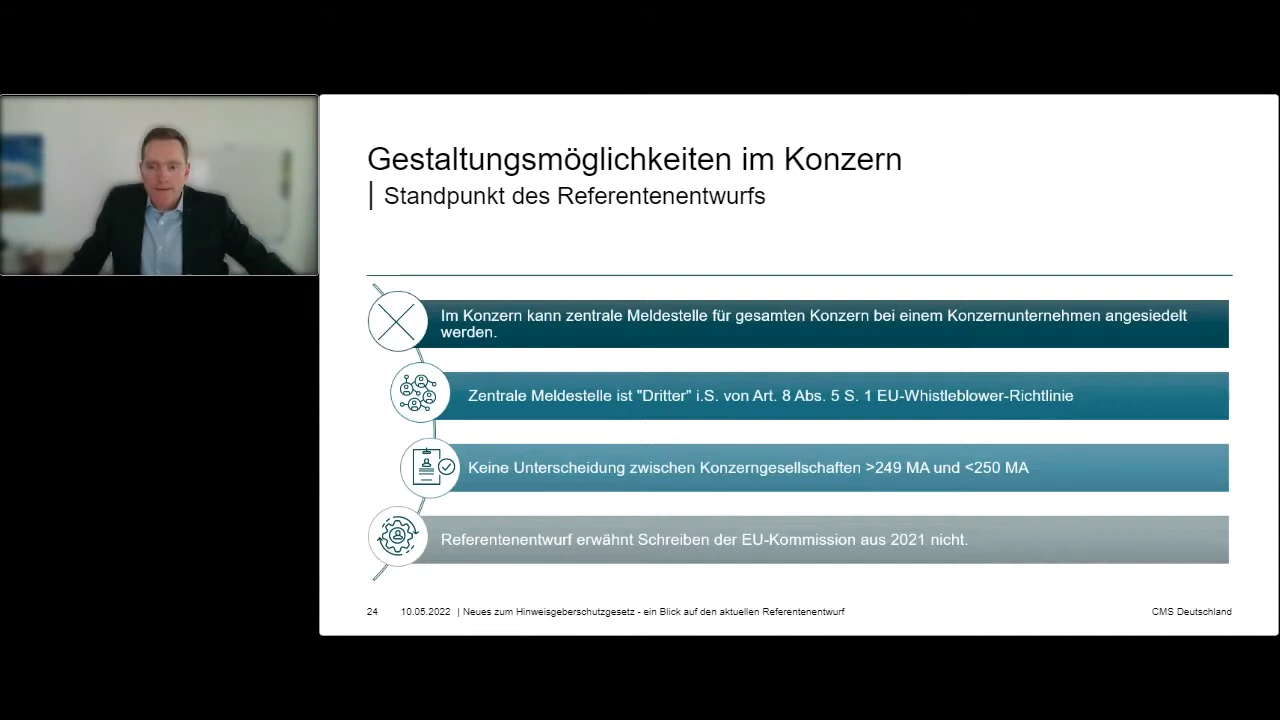 Gestaltungsmöglichkeiten im Konzern
| Standpunkt des Referentenentwurfs
Im Konzern kann zentrale Meldestelle für gesamten Konzern bei einem Konzernunternehmen angesiedelt
werden.
Zentrale Meldestelle ist "Dritter" i.S. von Art. 8 Abs. 5 S. 1 EU-Whistleblower-Richtlinie
Keine Unterscheidung zwischen Konzerngesellschaften >249 MA und <250 MA
Referentenentwurf erwähnt Schreiben der EU-Kommission aus 2021 nicht.
24 10.05.2022 | Neues zum Hinweisgeberschutzgesetz - ein Blick auf den aktuellen Referentenentwurf CMS Deutschland